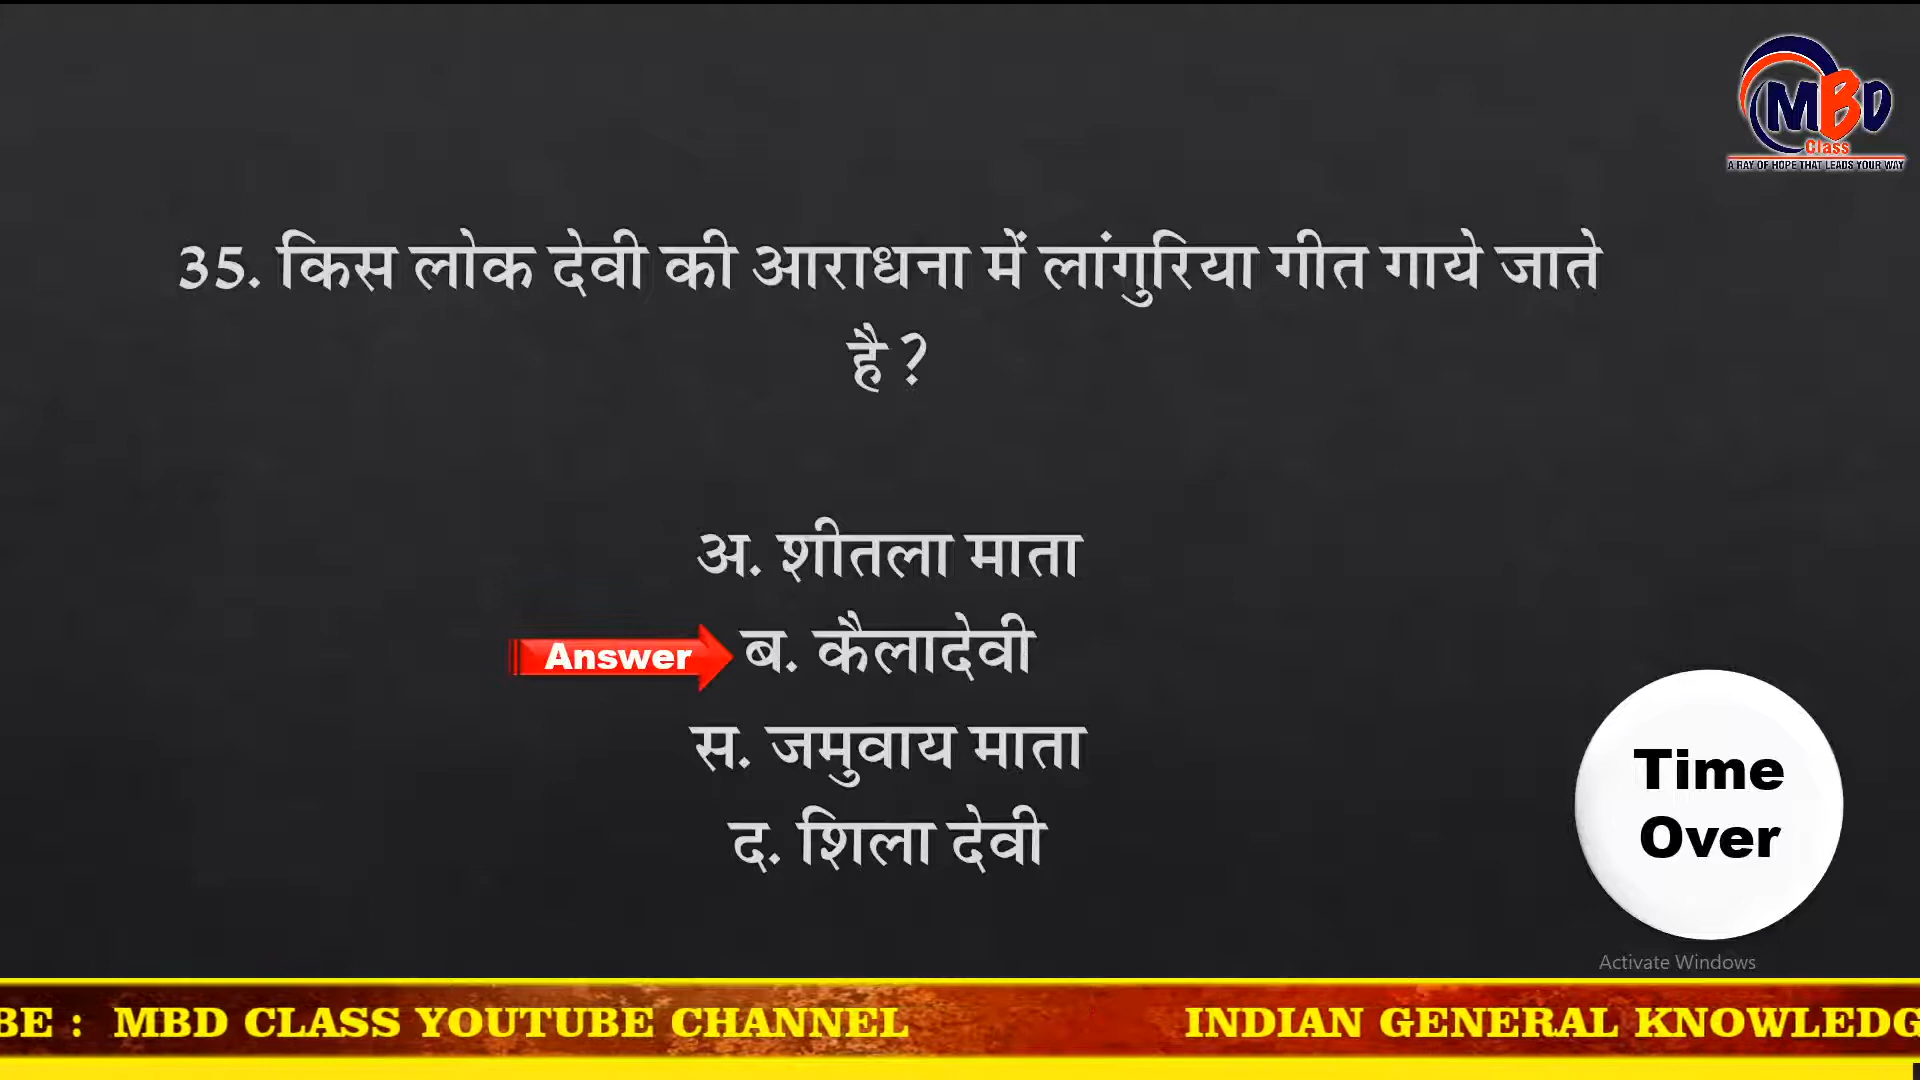 MBD
Class
A RAY OF HOPE THAT LEADS YOUR WAY
35. किस लोक देवी की आराधना में लांगुरिया गीत गाये जाते
है ?
अ. शीतला माता
Answer ब. कैलादेवी
स. जमुवाय माता
द. शिला देवी
Time
Over
Activate Windows
BE : MBD CLASS YOUTUBE CHANNEL INDIAN GENERAL KNOWLEDG